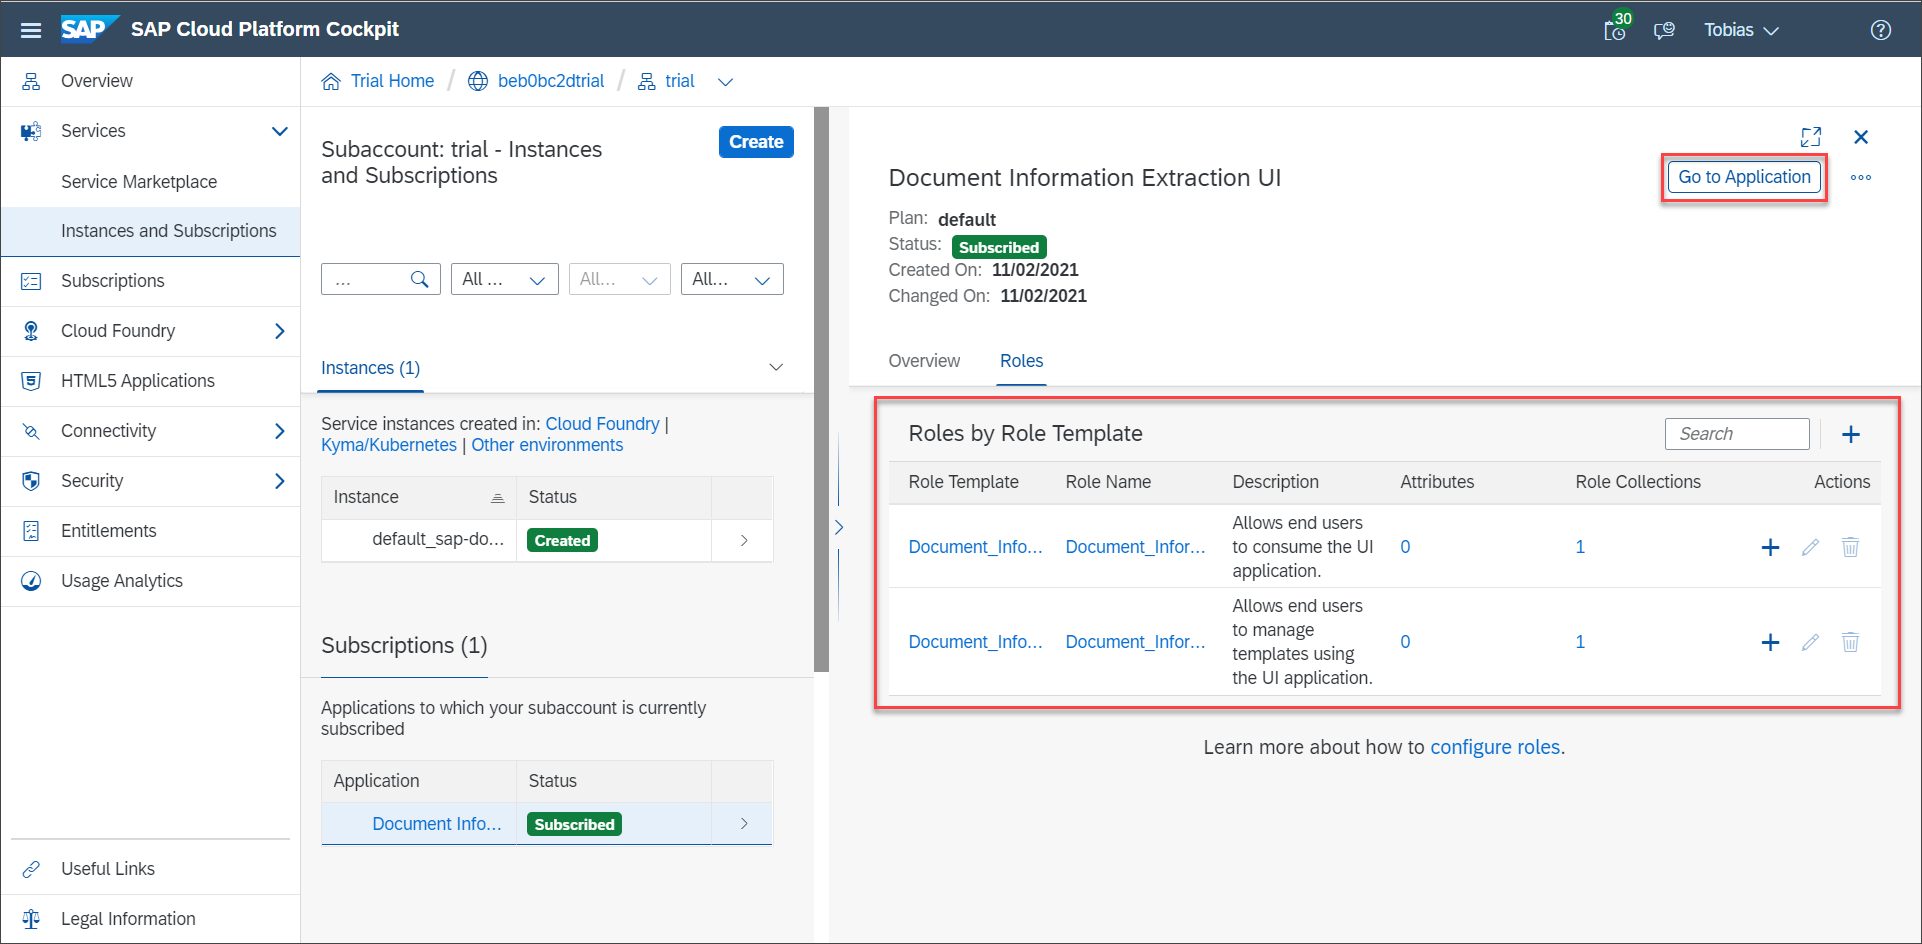 SAP SAP Cloud Platform Cockpit
30
Tobias
Overview
Services
Service Marketplace
Instances and Subscriptions
Subscriptions
Cloud Foundry
HTML5 Applications
Connectivity
Security
Entitlements
Usage Analytics
Useful Links
Legal Information
Trial Home / beb0bc2dtrial / trial
Subaccount: trial - Instances
and Subscriptions
Create
...
All ...
All...
All...
Instances (1)
Service instances created in: Cloud Foundry |
Kyma/Kubernetes | Other environments
Instance Status
default_sap-do... Created
Subscriptions (1)
Applications to which your subaccount is currently
subscribed
Application Status
Document Info... Subscribed
Document Information Extraction UI
Go to Application
Plan: default
Status: Subscribed
Created On: 11/02/2021
Changed On: 11/02/2021
Overview Roles
Roles by Role Template
Search
Role Template Role Name Description Attributes Role Collections Actions
Document_Info... Document_Infor... Allows end users
to consume the UI
application. 0 1
Document_Info... Document_Infor... Allows end users
to manage
templates using
the UI application. 0 1
Learn more about how to configure roles.